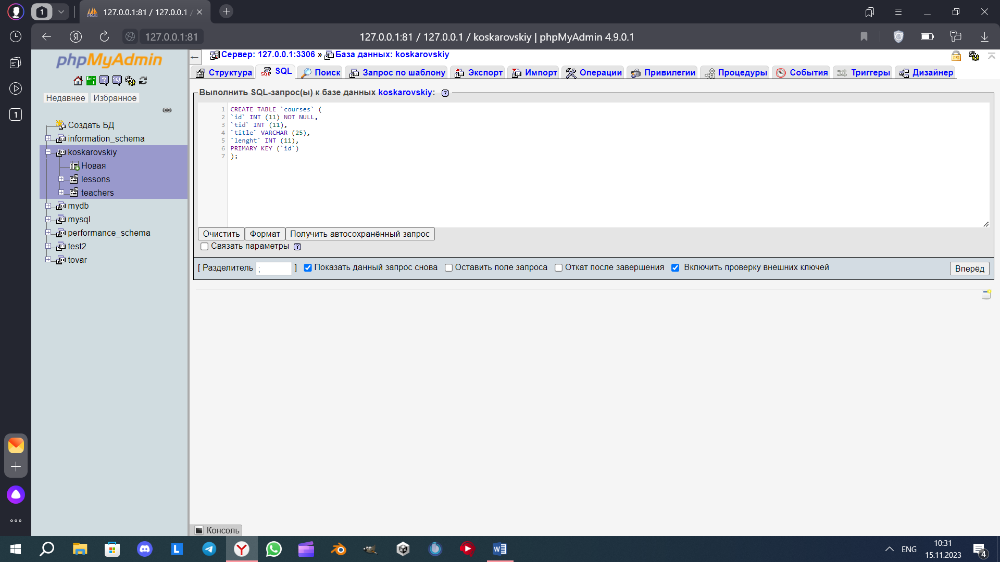 1
127.0.0.1:81 / 127.0.0.1 /
127.0.0.1:81
127.0.0.1:81 / 127.0.0.1 / koskarovskiy | phpMyAdmin 4.9.0.1
1
phpMyAdmin
Недавнее Избранное
Создать БД
information_schema
koskarovskiy
Новая
lessons
teachers
mydb
mysql
performance_schema
test2
tovar
Сервер: 127.0.0.1:3306 » База данных: koskarovskiy
Структура SQL Поиск Запрос по шаблону Экспорт Импорт Операции Привилегии Процедуры События Триггеры Дизайнер
Выполнить SQL-запрос(ы) к базе данных koskarovskiy:
1 CREATE TABLE `courses` (
2 `id` INT (11) NOT NULL,
3 `tid` INT (11),
4 `title` VARCHAR (25),
5 `lenght` INT (11),
6 PRIMARY KEY (`id`)
7 );
Очистить Формат Получить автосохранённый запрос
Связать параметры
[ Разделитель ; ] Показать данный запрос снова Оставить поле запроса Откат после завершения Включить проверку внешних ключей Вперёд
Консоль
ENG
10:31
15.11.2023
4